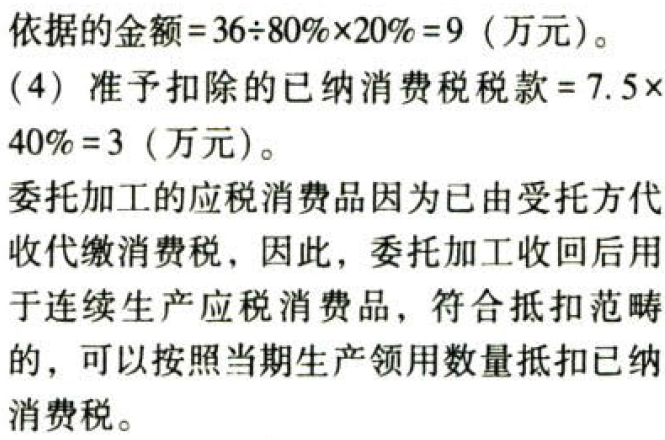 依据的金额=36÷80%×20%=9（万元）。
（4）准予扣除的已纳消费税税款=7.5×
40%=3（万元）。
委托加工的应税消费品因为已由受托方代
收代缴消费税，因此，委托加工收回后用
于连续生产应税消费品，符合抵扣范畴
的，可以按照当期生产领用数量抵扣已纳
消费税。